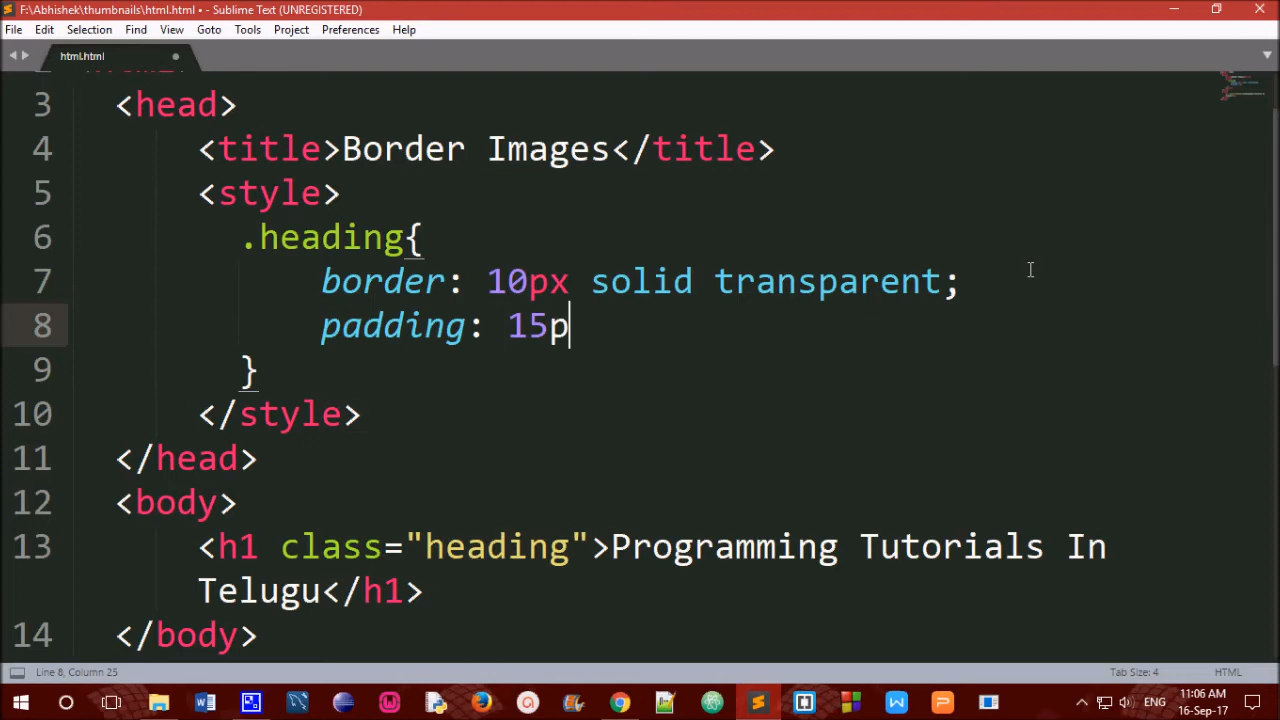 F:\Abhishek\thumbnails\html.html • - Sublime Text (UNREGISTERED)
File Edit Selection Find View Goto Tools Project Preferences Help
html.html
3 <head>
4 <title>Border Images</title>
5 <style>
6 .heading{
7 border: 10px solid transparent;
8 padding: 15p
9 }
10 </style>
11 </head>
12 <body>
13 <h1 class="heading">Programming Tutorials In
Telugu</h1>
14 </body>
Line 8, Column 25 Tab Size: 4 HTML
ENG 11:06 AM
16-Sep-17